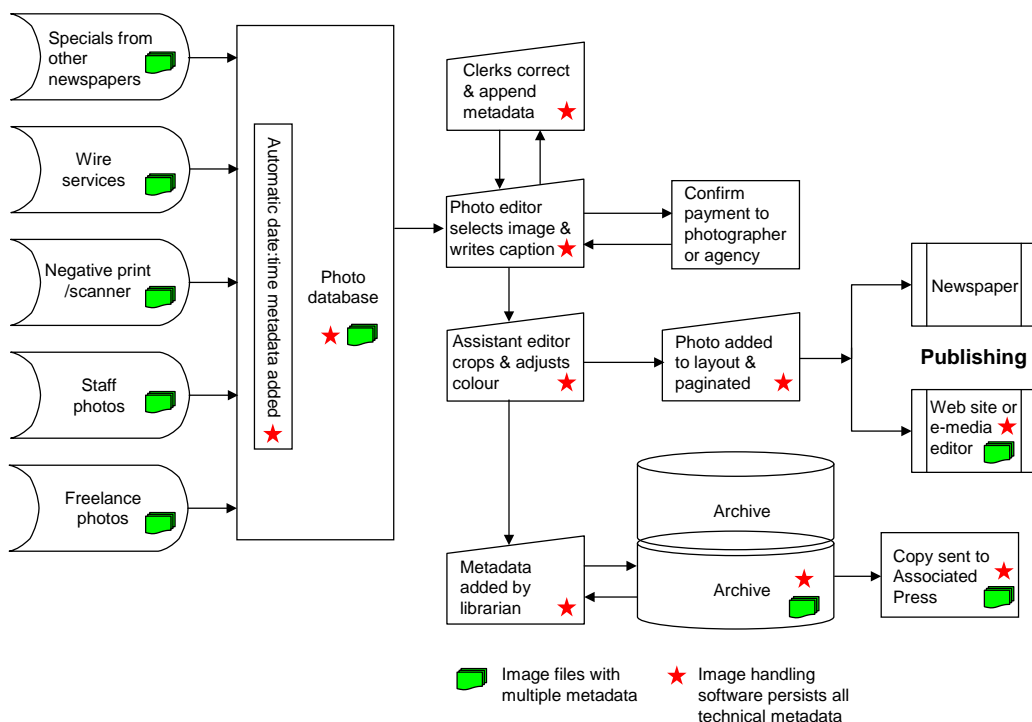 Specials from
other
newspapers
Wire
services
Negative print
/scanner
Staff
photos
Freelance
photos
Automatic date:time metadata added
Photo
database
Clerks correct
& append
metadata
Photo editor
selects image &
writes caption
Confirm
payment to
photographer
or agency
Assistant editor
crops & adjusts
colour
Photo added
to layout &
paginated
Newspaper
Publishing
Web site or
e-media
editor
Metadata
added by
librarian
Archive
Archive
Copy sent to
Associated
Press
Image files with
multiple metadata
Image handling
software persists all
technical metadata